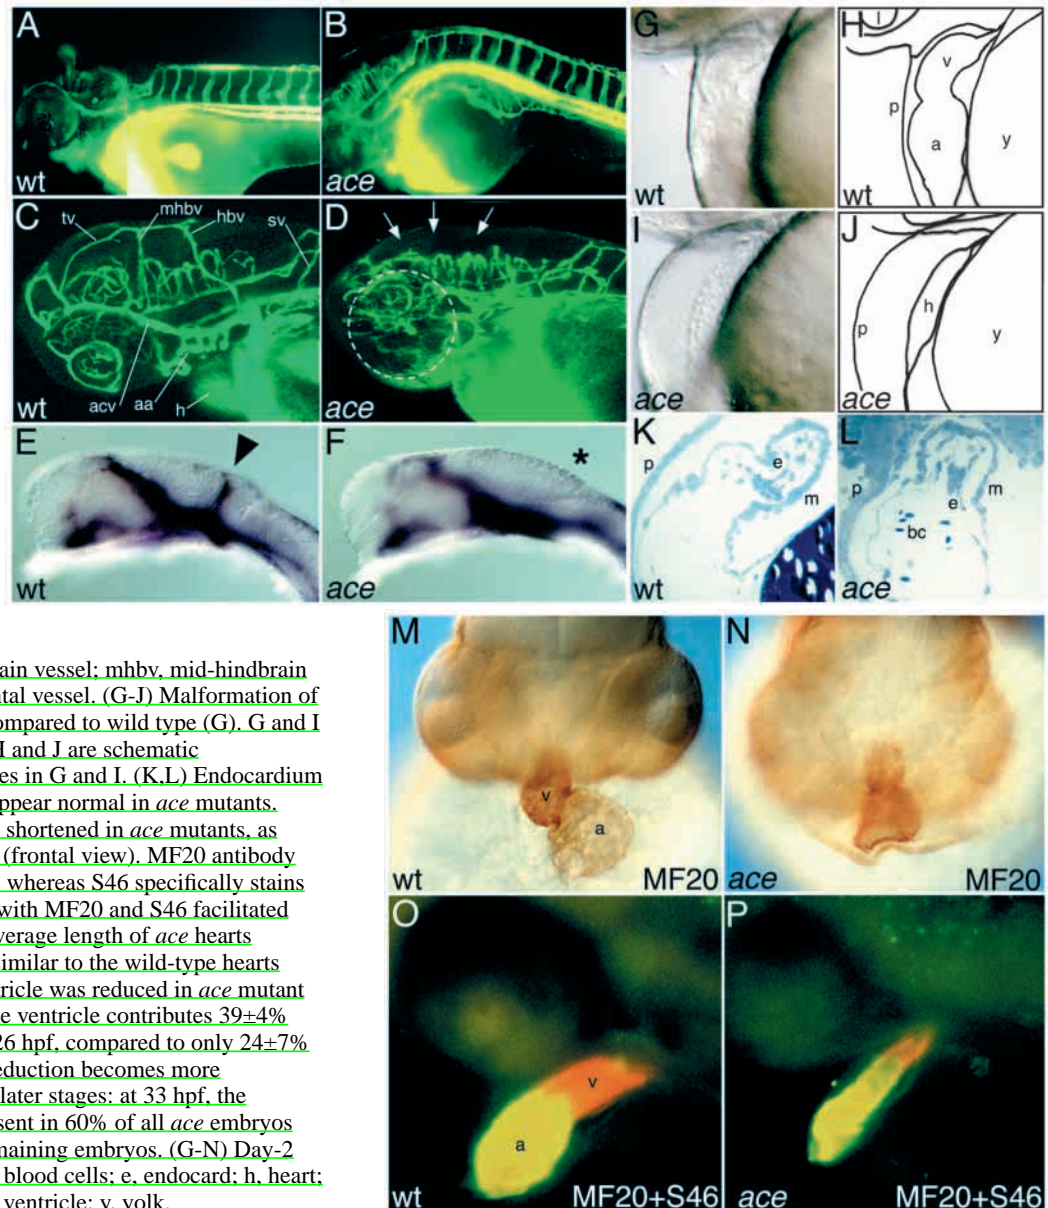 A
B
G
H
l
v
p
a
y
wt
ace
wt
wt
C
D
mhbv
tv
hbv
sv
I
J
h
p
y
acv
aa
h
wt
ace
ace
ace
E
F
*
K
L
e
p
m
p
m
e
bc
wt
ace
wt
ace
M
N
v
a
wt
MF20
ace
MF20
O
P
v
a
wt
MF20+S46
ace
MF20+S46
ain vessel; mhbv, mid-hindbrain
ntal vessel. (G-J) Malformation of
ompared to wild type (G). G and I
H and J are schematic
es in G and I. (K,L) Endocardium
appear normal in ace mutants.
shortened in ace mutants, as
(frontal view). MF20 antibody
, whereas S46 specifically stains
with MF20 and S46 facilitated
verage length of ace hearts
similar to the wild-type hearts
tricle was reduced in ace mutant
e ventricle contributes 39±4%
26 hpf, compared to only 24±7%
eduction becomes more
later stages: at 33 hpf, the
sent in 60% of all ace embryos
maining embryos. (G-N) Day-2
blood cells; e, endocard; h, heart;
ventricle; y, yolk.